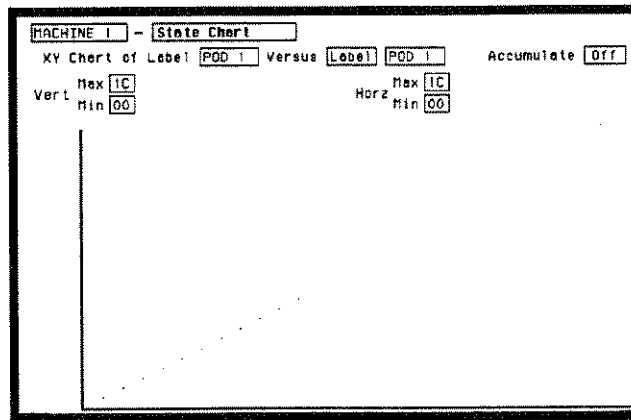 MACHINE 1 - State Chart
XY Chart of Label POD 1 Versus Label POD 1 Accumulate Off
Vert Max 1C Horz Max 1C
Min 00 Min 00